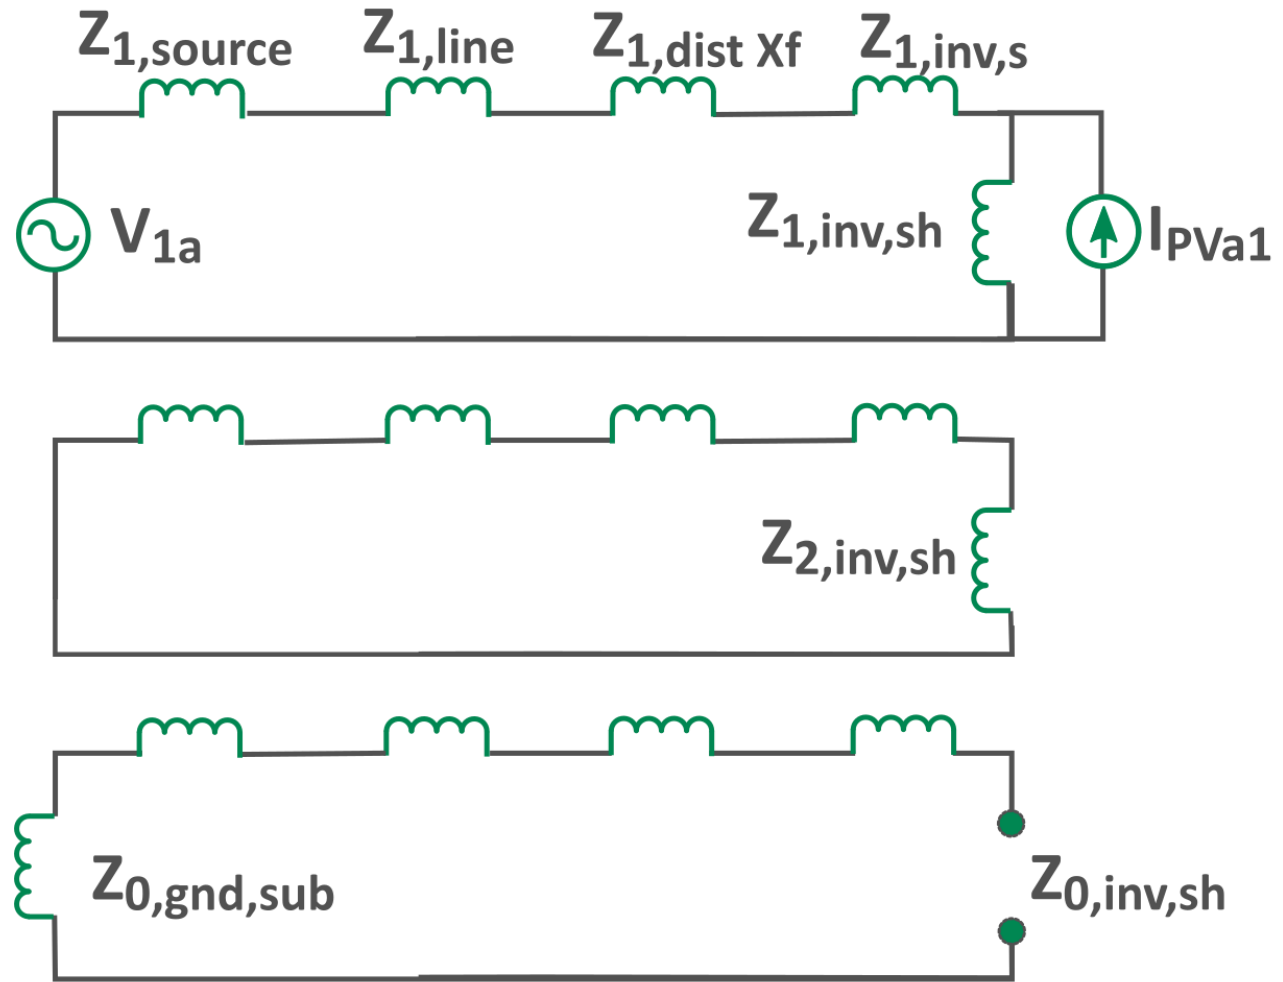 Z1,source
Z1,line
Z1,dist Xf
Z1,inv,s
V1a
Z1,inv,sh
IPVa1
Z2,inv,sh
Z0,gnd,sub
Z0,inv,sh